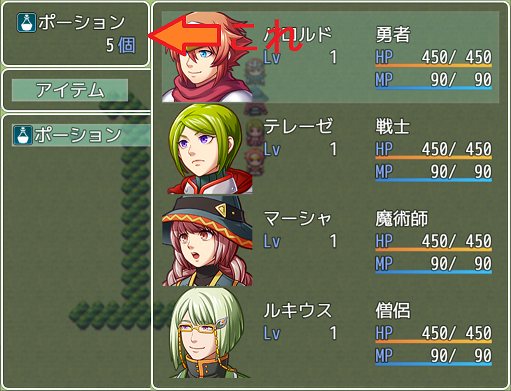 ポーション
5 個
これ
アイテム
ポーション
ハロルド 勇者
Lv 1 HP 450/ 450
MP 90/ 90
テレーゼ 戦士
Lv 1 HP 450/ 450
MP 90/ 90
マーシャ 魔術師
Lv 1 HP 450/ 450
MP 90/ 90
ルキウス 僧侶
Lv 1 HP 450/ 450
MP 90/ 90